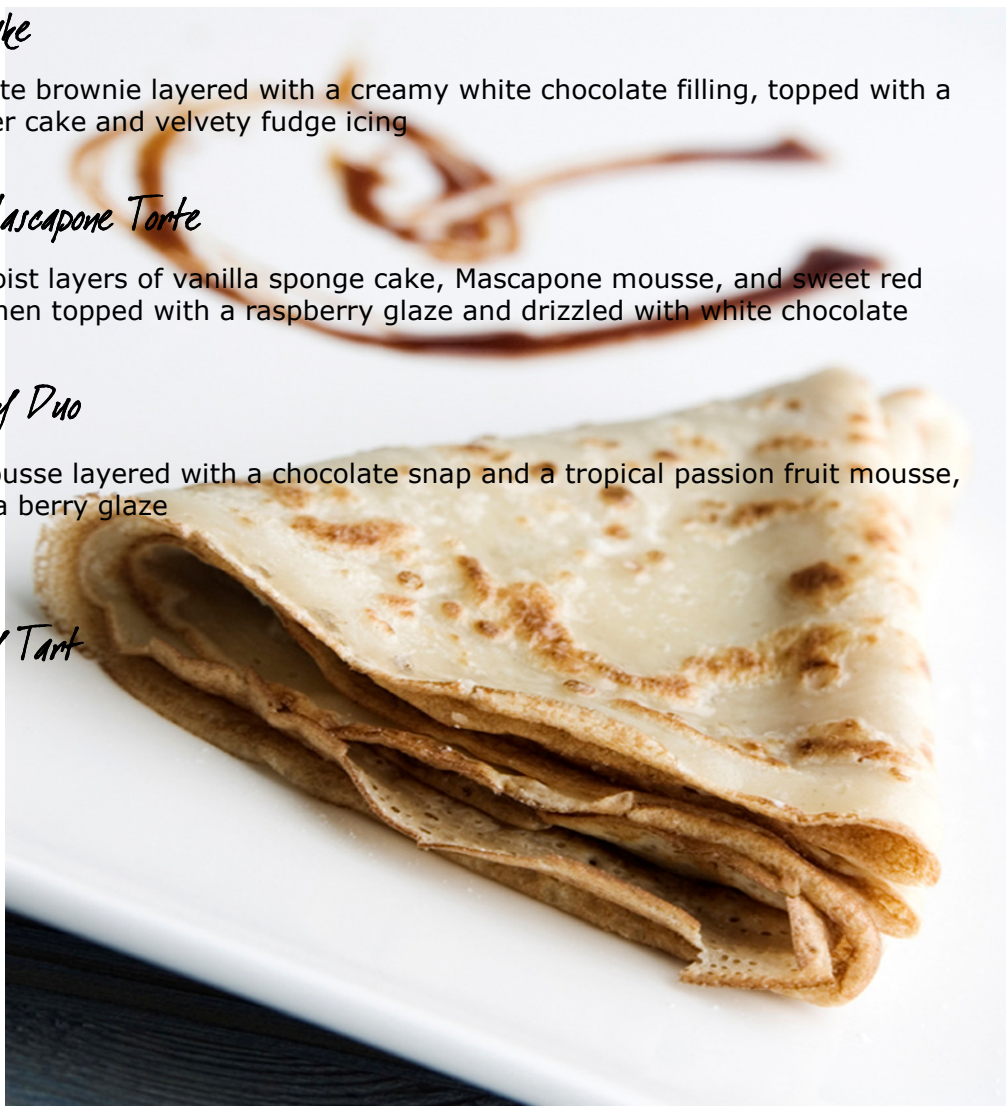 ke
te brownie layered with a creamy white chocolate filling, topped with a
er cake and velvety fudge icing
ascapone Torte
oist layers of vanilla sponge cake, Mascapone mousse, and sweet red
hen topped with a raspberry glaze and drizzled with white chocolate
y Duo
ousse layered with a chocolate snap and a tropical passion fruit mousse,
a berry glaze
y Tart